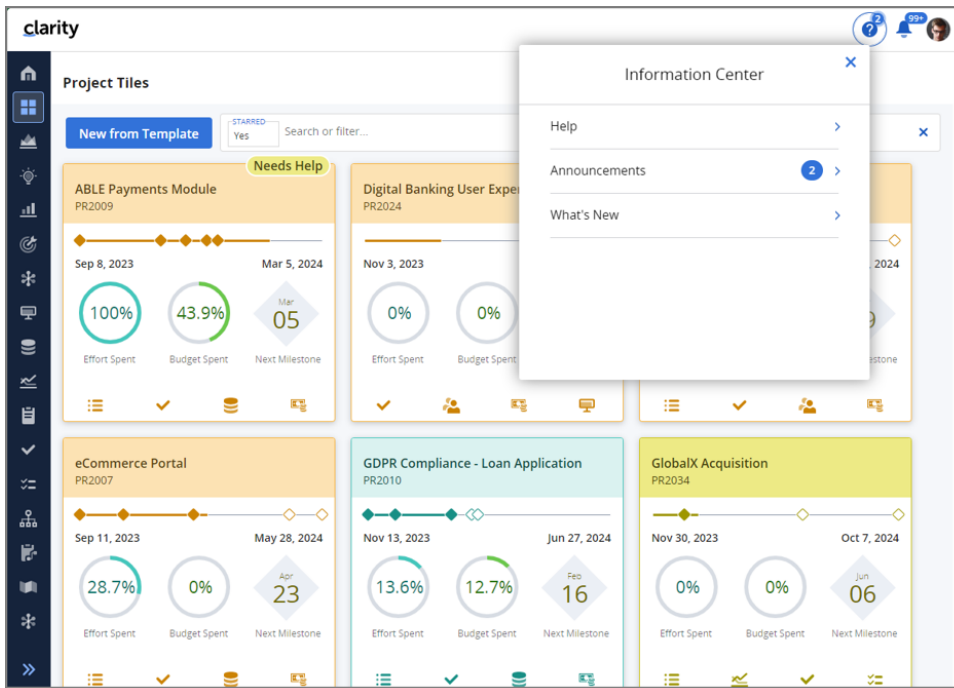 clarity
2
99+
Project Tiles
Information Center
Help
Announcements
2
What's New
New from Template
STARRED
Yes
Search or filter...
Needs Help
ABLE Payments Module
PR2009
Sep 8, 2023
Mar 5, 2024
100%
43.9%
Mar
05
Effort Spent
Budget Spent
Next Milestone
Digital Banking User Expe
PR2024
Nov 3, 2023
0%
0%
Effort Spent
Budget Spent
2024
eCommerce Portal
PR2007
Sep 11, 2023
May 28, 2024
28.7%
0%
Apr
23
Effort Spent
Budget Spent
Next Milestone
GDPR Compliance - Loan Application
PR2010
Nov 13, 2023
Jun 27, 2024
13.6%
12.7%
Feb
16
Effort Spent
Budget Spent
Next Milestone
GlobalX Acquisition
PR2034
Nov 30, 2023
Oct 7, 2024
0%
0%
Jun
06
Effort Spent
Budget Spent
Next Milestone